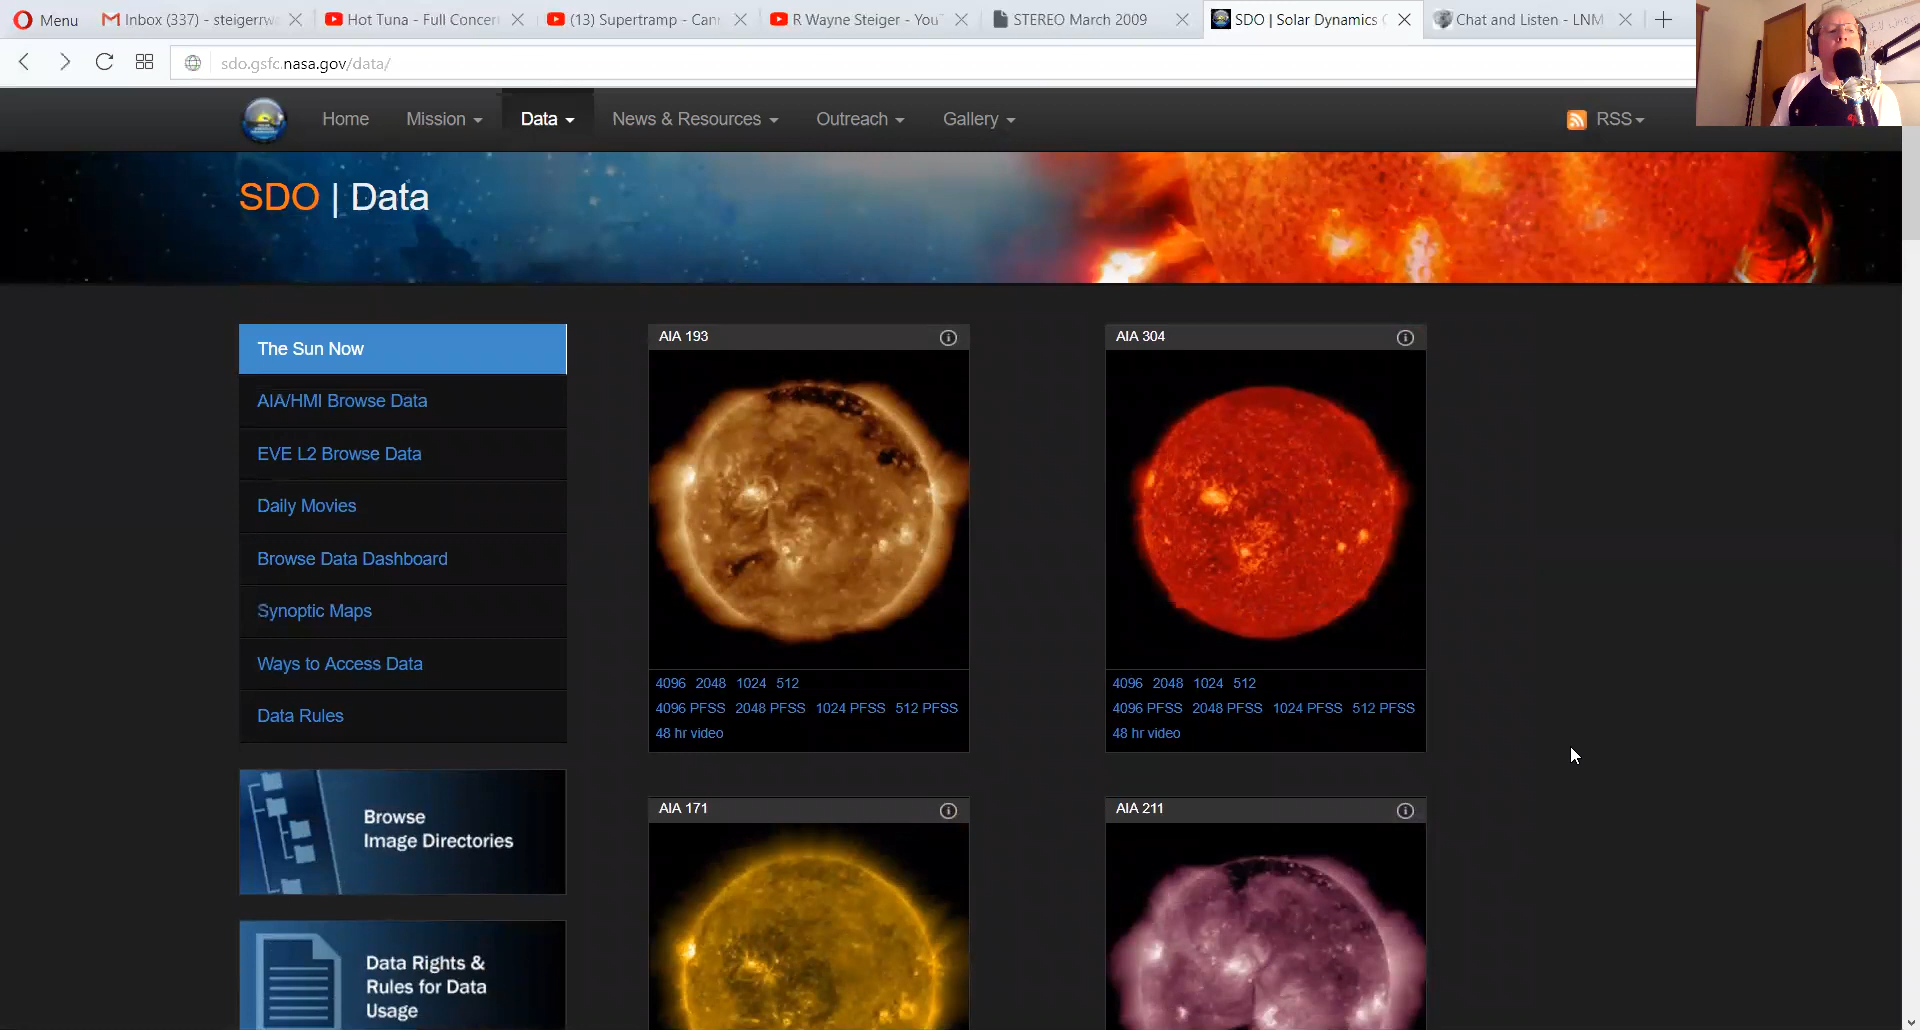 Menu
Inbox (337) - steigerrw
Hot Tuna - Full Concer
(13) Supertramp - Can
R Wayne Steiger - You
STEREO March 2009
SDO | Solar Dynamics
Chat and Listen - LNM
sdo.gsfc.nasa.gov/data/
Home
Mission
Data
News & Resources
Outreach
Gallery
RSS
SDO | Data
The Sun Now
AIA/HMI Browse Data
EVE L2 Browse Data
Daily Movies
Browse Data Dashboard
Synoptic Maps
Ways to Access Data
Data Rules
Browse
Image Directories
Data Rights &
Rules for Data
Usage
AIA 193
4096 2048 1024 512
4096 PFSS 2048 PFSS 1024 PFSS 512 PFSS
48 hr video
AIA 304
4096 2048 1024 512
4096 PFSS 2048 PFSS 1024 PFSS 512 PFSS
48 hr video
AIA 171
AIA 211